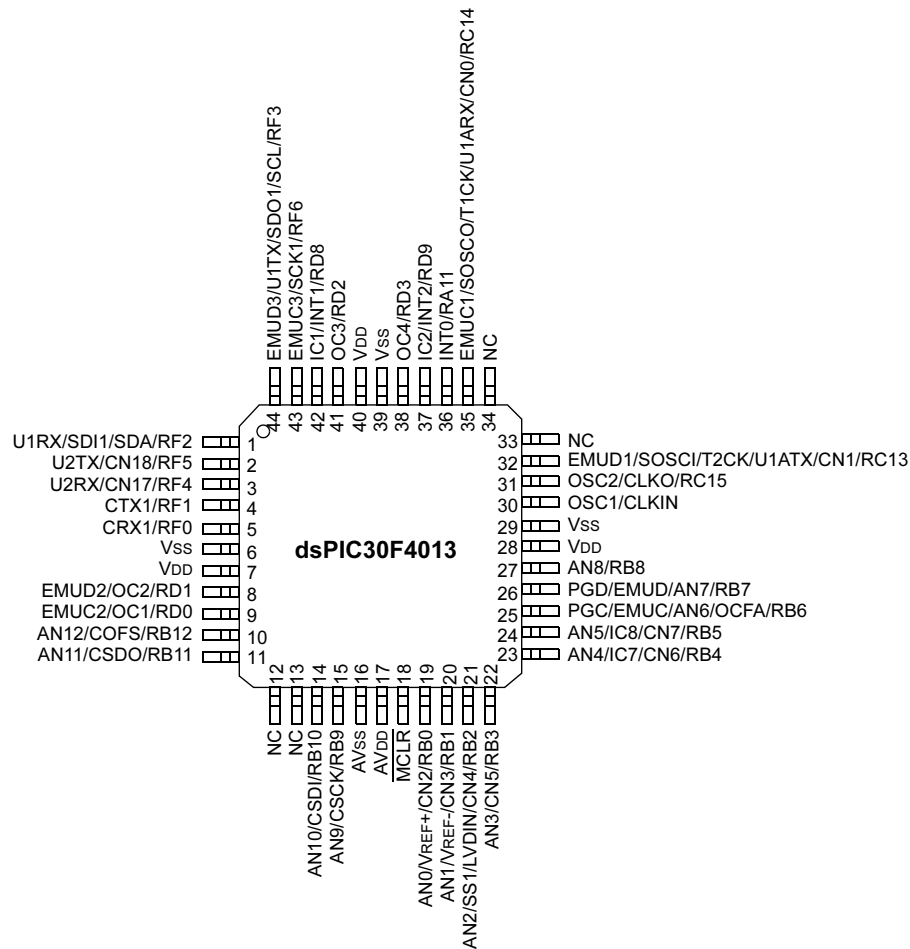 EMUD3/U1TX/SDO1/SCL/RF3
EMUC3/SCK1/RF6
IC1/INT1/RD8
OC3/RD2
VDD
VSS
OC4/RD3
IC2/INT2/RD9
INT0/RA11
EMUC1/SOSCO/T1CK/U1ARX/CN0/RC14
NC
44
43
42
41
40
39
38
37
36
35
34
U1RX/SDI1/SDA/RF2 1
U2TX/CN18/RF5 2
U2RX/CN17/RF4 3
CTX1/RF1 4
CRX1/RF0 5
VSS 6
VDD 7
EMUD2/OC2/RD1 8
EMUC2/OC1/RD0 9
AN12/COFS/RB12 10
AN11/CSDO/RB11 11
dsPIC30F4013
33 NC
32 EMUD1/SOSCI/T2CK/U1ATX/CN1/RC13
31 OSC2/CLKO/RC15
30 OSC1/CLKIN
29 VSS
28 VDD
27 AN8/RB8
26 PGD/EMUD/AN7/RB7
25 PGC/EMUC/AN6/OCFA/RB6
24 AN5/IC8/CN7/RB5
23 AN4/IC7/CN6/RB4
12
13
14
15
16
17
18
19
20
21
22
NC
NC
AN10/CSDI/RB10
AN9/CSCK/RB9
AVSS
AVDD
MCLR
AN0/VREF+/CN2/RB0
AN1/VREF-/CN3/RB1
AN2/SS1/LVDIN/CN4/RB2
AN3/CN5/RB3